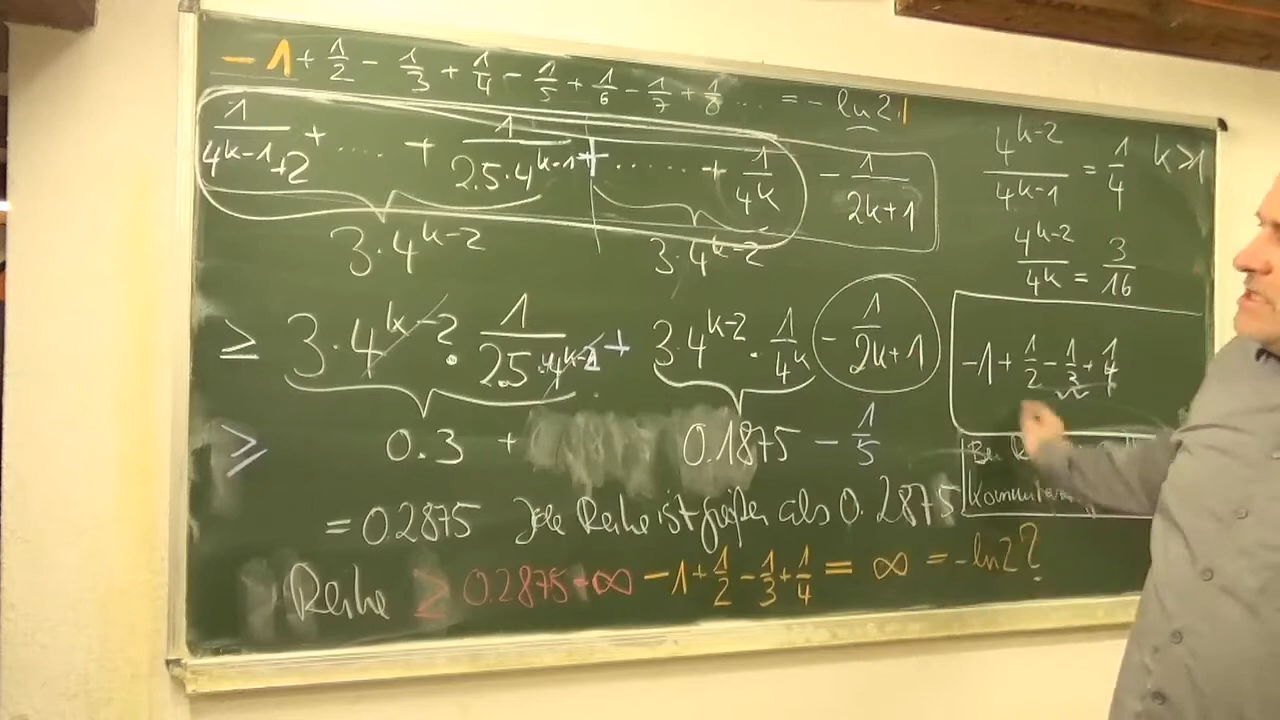 -1 + 1/2 - 1/3 + 1/4 - 1/5 + 1/6 - 1/7 + 1/8 ... = - ln 2.1
1/(4^(k-1)+2) + .... + 1/(2.5·4^(k-1)) + ...... + 1/4^k - 1/(2k+1)
3·4^(k-2) 3·4^(k-2)
4^(k-2)/4^(k-1) = 1/4 k>1
4^(k-2)/4^k = 3/16
≥ 3·4^(k-2) · 1/(2.5·4^(k-1)) + 3·4^(k-2) · 1/4^k - 1/(2k+1)
-1 + 1/2 - 1/3 + 1/4
≥ 0.3 + 0.1875 - 1/5
= 0.2875 Jede Reihe ist größer als 0.2875
Reihe ≥ 0.2875·∞ -1 + 1/2 - 1/3 + 1/4 = ∞ = -ln2?